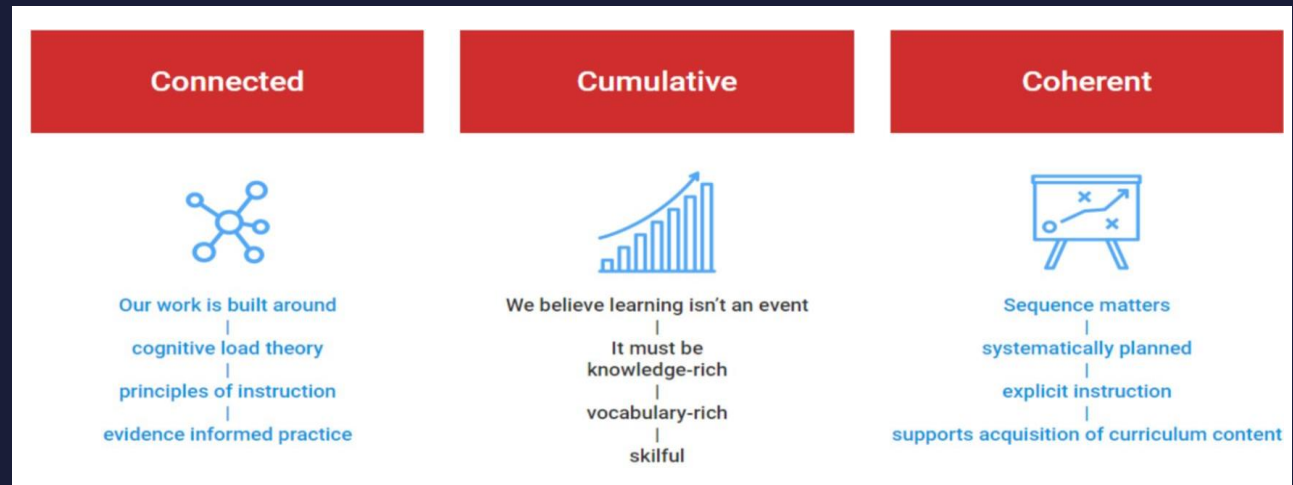 Connected
Our work is built around
|
cognitive load theory
|
principles of instruction
|
evidence informed practice
Cumulative
We believe learning isn't an event
|
It must be
knowledge-rich
|
vocabulary-rich
|
skilful
Coherent
Sequence matters
|
systematically planned
|
explicit instruction
|
supports acquisition of curriculum content